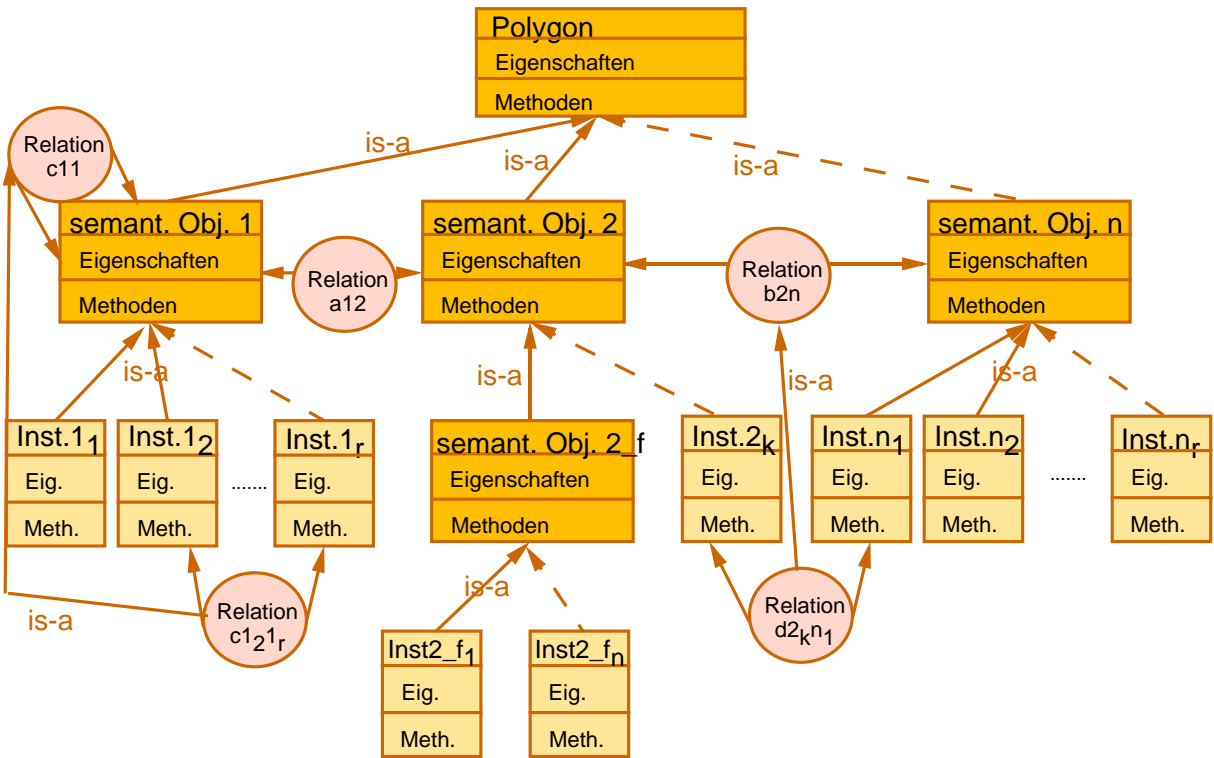 Polygon
Eigenschaften
Methoden
is-a
is-a
is-a
Relation
c11
semant. Obj. 1
Eigenschaften
Methoden
Relation
a12
semant. Obj. 2
Eigenschaften
Methoden
Relation
b2n
semant. Obj. n
Eigenschaften
Methoden
is-a
is-a
is-a
is-a
Inst.1₁
Eig.
Meth.
Inst.1₂
Eig.
Meth.
.......
Inst.1ᵣ
Eig.
Meth.
semant. Obj. 2_f
Eigenschaften
Methoden
Inst.2ₖ
Eig.
Meth.
Inst.n₁
Eig.
Meth.
Inst.n₂
Eig.
Meth.
.......
Inst.nᵣ
Eig.
Meth.
is-a
Relation
c1₂1ᵣ
is-a
Relation
d2ₖn₁
Inst2_f₁
Eig.
Meth.
Inst2_fₙ
Eig.
Meth.